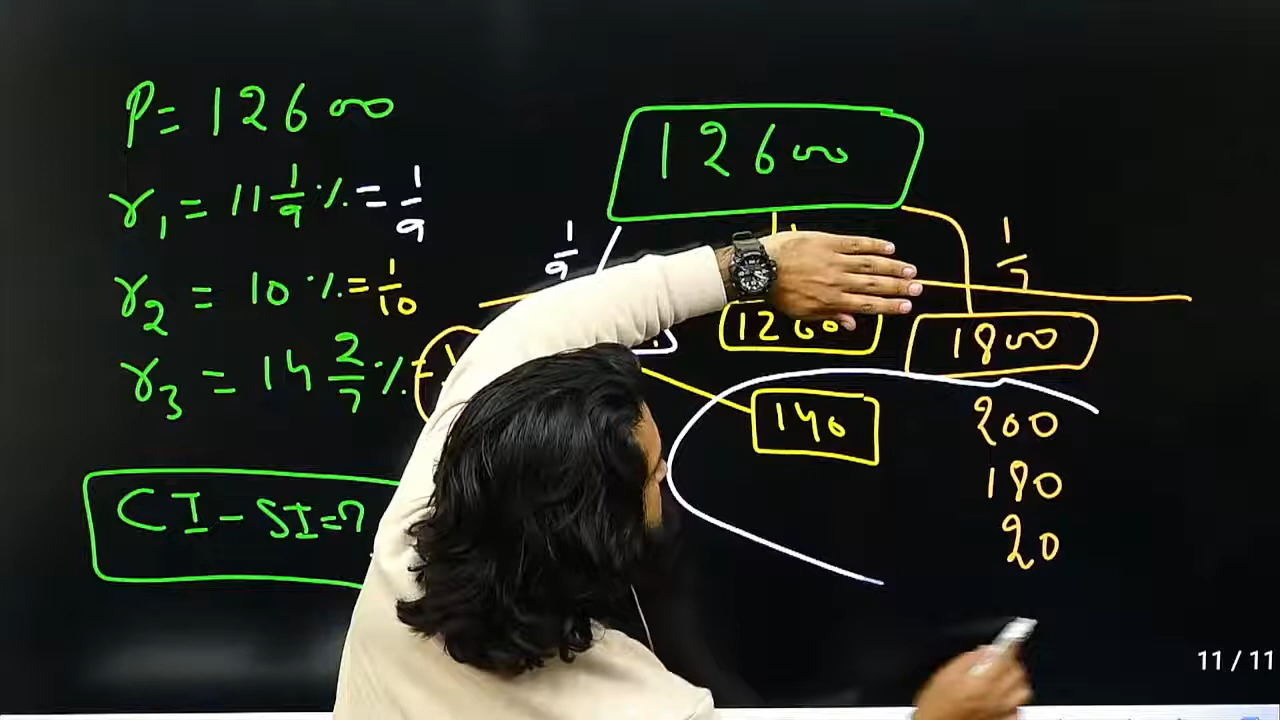 P= 12600
r₁ = 11 1/9 % = 1/9
r₂ = 10 % = 1/10
r₃ = 14 2/7 % =
CI - SI = ?
12600
1/9
1/7
1260
1800
140
200
180
20
11 / 11